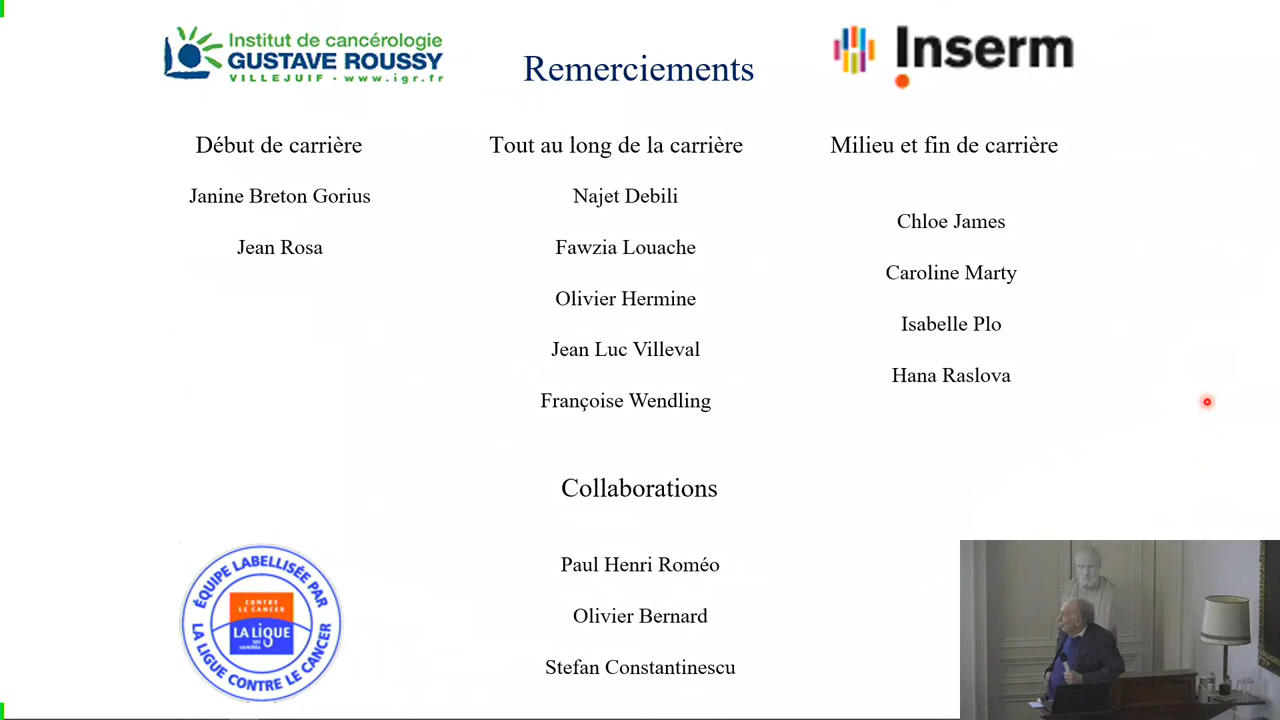 Institut de cancérologie
GUSTAVE ROUSSY
VILLEJUIF - www.igr.fr
Remerciements
Inserm
Début de carrière
Janine Breton Gorius
Jean Rosa
Tout au long de la carrière
Najet Debili
Fawzia Louache
Olivier Hermine
Jean Luc Villeval
Françoise Wendling
Milieu et fin de carrière
Chloe James
Caroline Marty
Isabelle Plo
Hana Raslova
Collaborations
Paul Henri Roméo
Olivier Bernard
Stefan Constantinescu
ÉQUIPE LABELLISÉE PAR
LA LIGUE CONTRE LE CANCER
CONTRE
LE CANCER
LA LIGUE